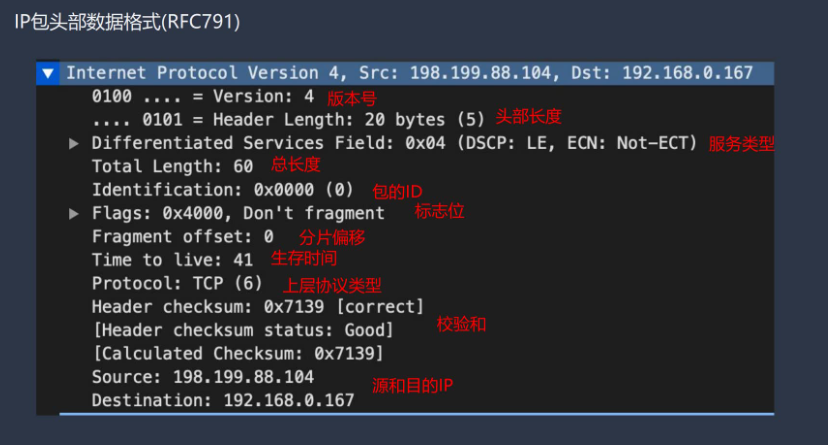 IP包头部数据格式(RFC791)
Internet Protocol Version 4, Src: 198.199.88.104, Dst: 192.168.0.167
0100 .... = Version: 4 版本号
.... 0101 = Header Length: 20 bytes (5) 头部长度
Differentiated Services Field: 0x04 (DSCP: LE, ECN: Not-ECT) 服务类型
Total Length: 60 总长度
Identification: 0x0000 (0) 包的ID
Flags: 0x4000, Don't fragment 标志位
Fragment offset: 0 分片偏移
Time to live: 41 生存时间
Protocol: TCP (6) 上层协议类型
Header checksum: 0x7139 [correct]
[Header checksum status: Good] 校验和
[Calculated Checksum: 0x7139]
Source: 198.199.88.104 源和目的IP
Destination: 192.168.0.167